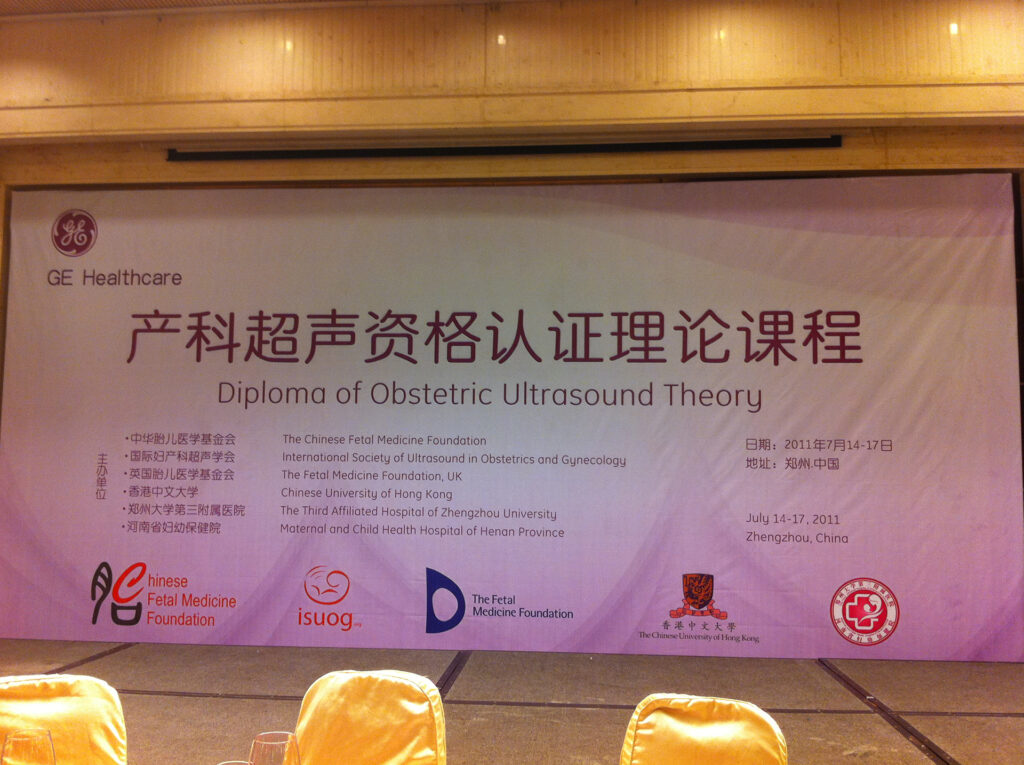 GE
GE Healthcare
产科超声资格认证理论课程
Diploma of Obstetric Ultrasound Theory
主办单位
·中华胎儿医学基金会 The Chinese Fetal Medicine Foundation
·国际妇产科超声学会 International Society of Ultrasound in Obstetrics and Gynecology
·英国胎儿医学基金会 The Fetal Medicine Foundation, UK
·香港中文大学 Chinese University of Hong Kong
·郑州大学第三附属医院 The Third Affiliated Hospital of Zhengzhou University
·河南省妇幼保健院 Maternal and Child Health Hospital of Henan Province
日期：2011年7月14-17日
地址：郑州.中国
July 14-17, 2011
Zhengzhou, China
胎
Chinese
Fetal Medicine
Foundation
isuog.org
The Fetal
Medicine Foundation
香港中文大學
The Chinese University of Hong Kong